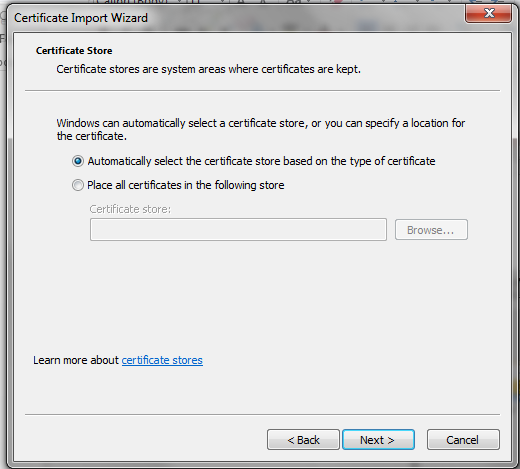 Certificate Import Wizard
Certificate Store
Certificate stores are system areas where certificates are kept.
Windows can automatically select a certificate store, or you can specify a location for
the certificate.
Automatically select the certificate store based on the type of certificate
Place all certificates in the following store
Certificate store:
Browse...
Learn more about certificate stores
< Back
Next >
Cancel